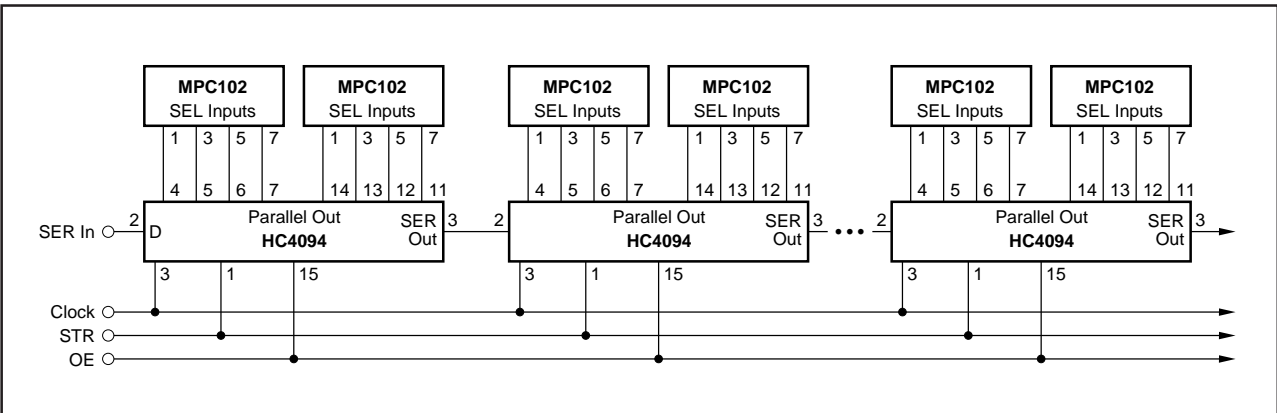 MPC102 MPC102 MPC102 MPC102 MPC102 MPC102
SEL Inputs SEL Inputs SEL Inputs SEL Inputs SEL Inputs SEL Inputs
1 3 5 7 1 3 5 7 1 3 5 7 1 3 5 7 1 3 5 7 1 3 5 7
4 5 6 7 14 13 12 11 4 5 6 7 14 13 12 11 4 5 6 7 14 13 12 11
SER In 2 D Parallel Out HC4094 SER Out 3 2 Parallel Out HC4094 SER Out 3 ••• 2 Parallel Out HC4094 SER Out 3
3 1 15 3 1 15 3 1 15
Clock
STR
OE